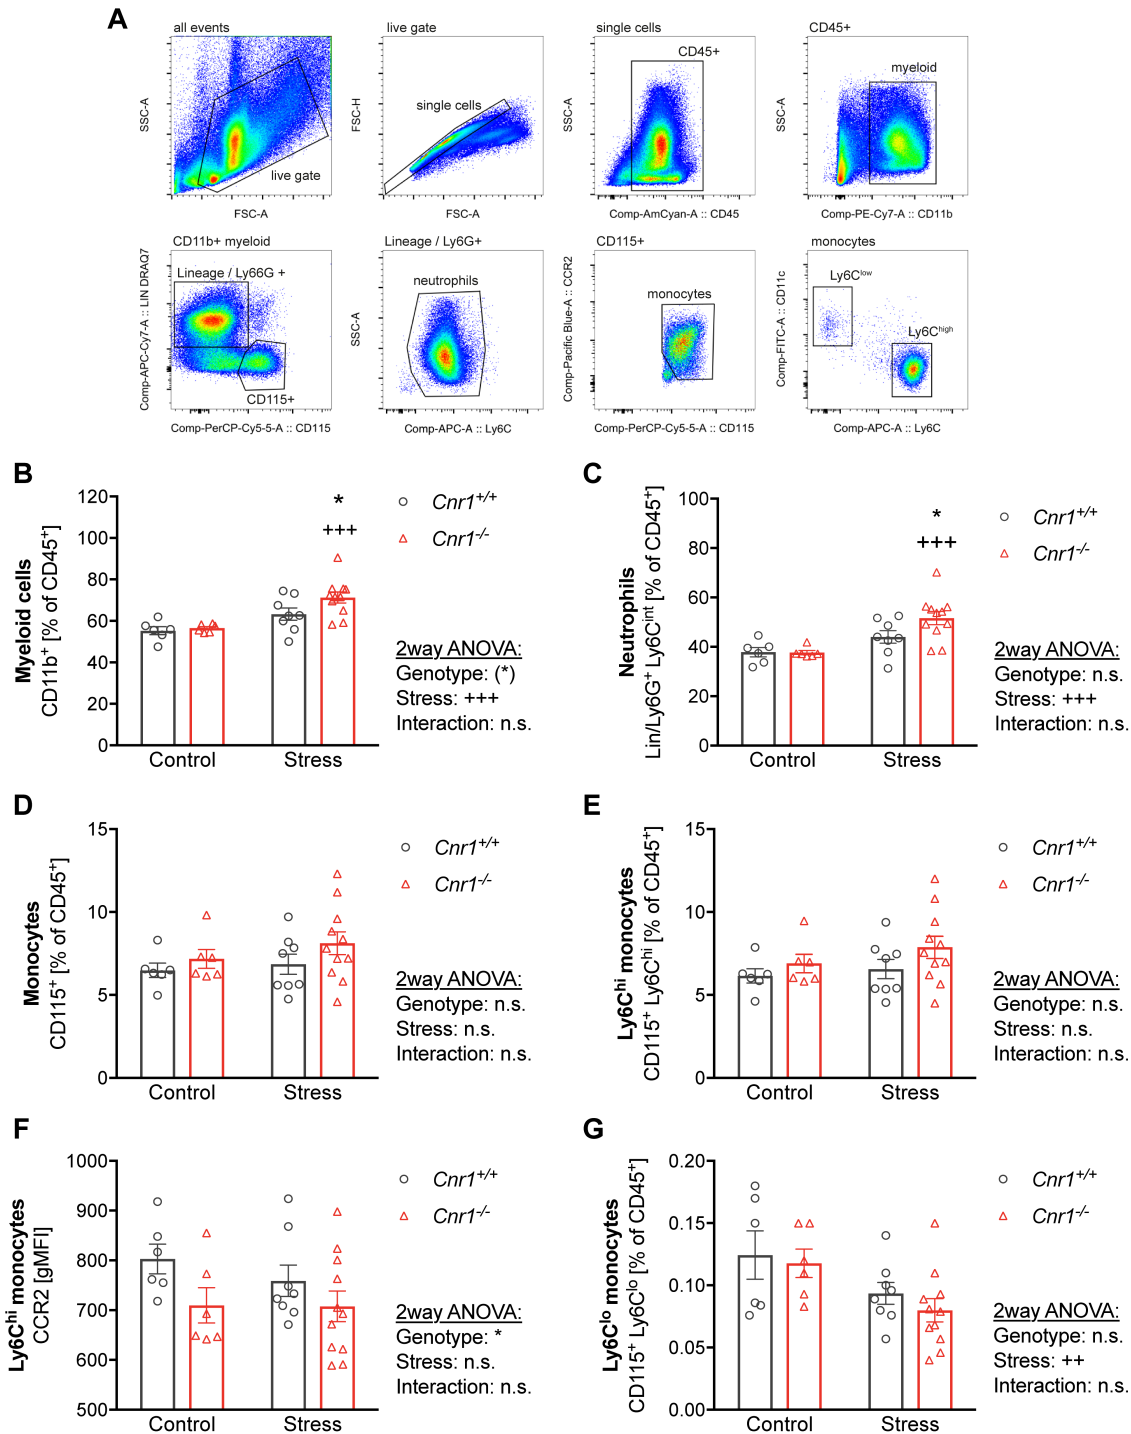 A
all events
live gate
single cells
CD45+
SSC-A
live gate
FSC-A
FSC-H
single cells
FSC-A
SSC-A
CD45+
Comp-AmCyan-A :: CD45
SSC-A
myeloid
Comp-PE-Cy7-A :: CD11b
CD11b+ myeloid
Lineage / Ly6G+
CD115+
monocytes
Comp-APC-Cy7-A :: LIN DRAQ7
Lineage / Ly66G +
CD115+
Comp-PerCP-Cy5-5-A :: CD115
SSC-A
neutrophils
Comp-APC-A :: Ly6C
Comp-Pacific Blue-A :: CCR2
monocytes
Comp-PerCP-Cy5-5-A :: CD115
Comp-FITC-A :: CD11c
Ly6Clow
Ly6Chigh
Comp-APC-A :: Ly6C
B
Myeloid cells
CD11b+ [% of CD45+]
120
100
80
60
40
20
0
*
+++
Control
Stress
Cnr1+/+
Cnr1-/-
2way ANOVA:
Genotype: (*)
Stress: +++
Interaction: n.s.
C
Neutrophils
Lin/Ly6G+ Ly6Cint [% of CD45+]
100
80
60
40
20
0
*
+++
Control
Stress
Cnr1+/+
Cnr1-/-
2way ANOVA:
Genotype: n.s.
Stress: +++
Interaction: n.s.
D
Monocytes
CD115+ [% of CD45+]
15
10
5
0
Control
Stress
Cnr1+/+
Cnr1-/-
2way ANOVA:
Genotype: n.s.
Stress: n.s.
Interaction: n.s.
E
Ly6Chi monocytes
CD115+ Ly6Chi [% of CD45+]
15
10
5
0
Control
Stress
Cnr1+/+
Cnr1-/-
2way ANOVA:
Genotype: n.s.
Stress: n.s.
Interaction: n.s.
F
Ly6Chi monocytes
CCR2 [gMFI]
1000
900
800
700
600
500
Control
Stress
Cnr1+/+
Cnr1-/-
2way ANOVA:
Genotype: *
Stress: n.s.
Interaction: n.s.
G
Ly6Clo monocytes
CD115+ Ly6Clo [% of CD45+]
0.20
0.15
0.10
0.05
0.00
Control
Stress
Cnr1+/+
Cnr1-/-
2way ANOVA:
Genotype: n.s.
Stress: ++
Interaction: n.s.